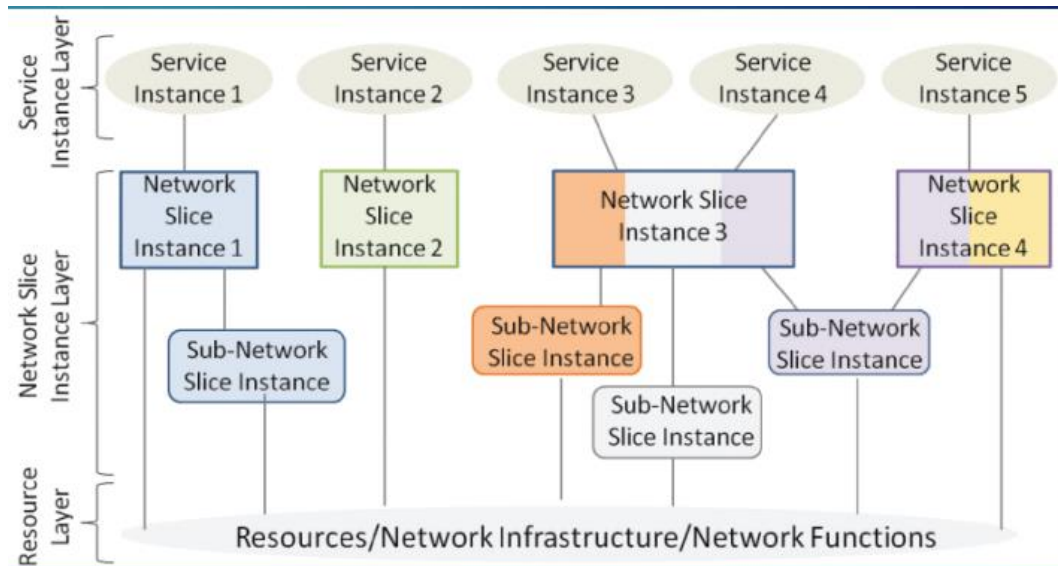 Service
Instance Layer
Service
Instance 1
Service
Instance 2
Service
Instance 3
Service
Instance 4
Service
Instance 5
Network Slice
Instance Layer
Network
Slice
Instance 1
Network
Slice
Instance 2
Network Slice
Instance 3
Network
Slice
Instance 4
Sub-Network
Slice Instance
Sub-Network
Slice Instance
Sub-Network
Slice Instance
Sub-Network
Slice Instance
Resource
Layer
Resources/Network Infrastructure/Network Functions